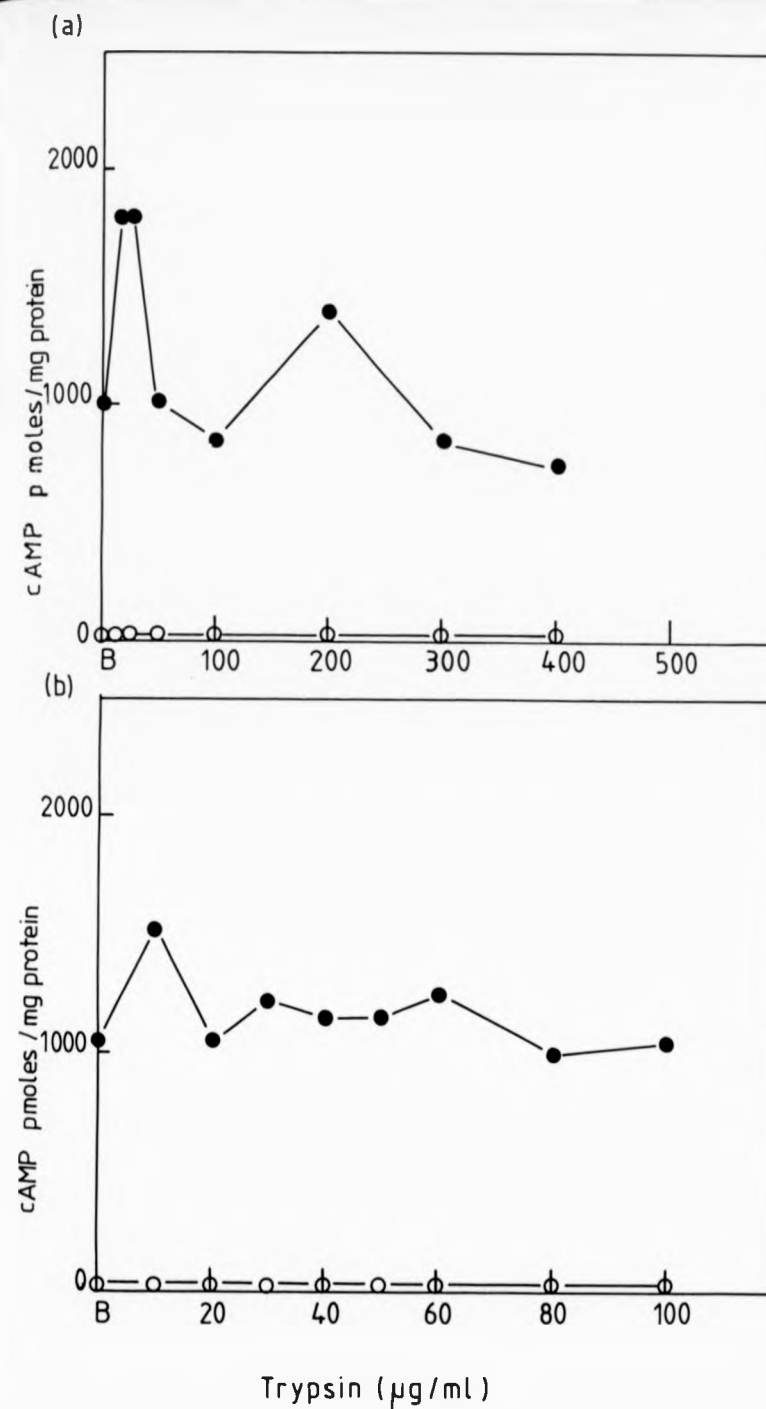 (a)
2000
1000
0
cAMP p moles/mg protein
B 100 200 300 400 500
(b)
2000
1000
0
cAMP pmoles/mg protein
B 20 40 60 80 100
Trypsin (µg/ml)